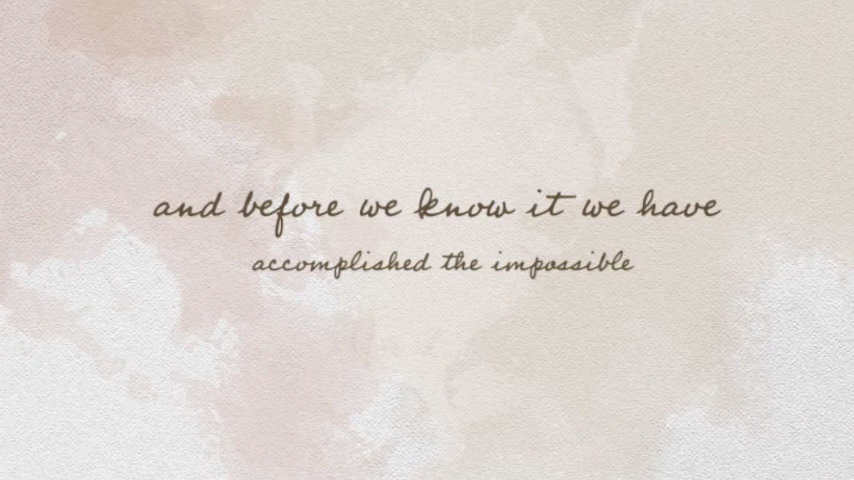 and before we know it we have
accomplished the impossible